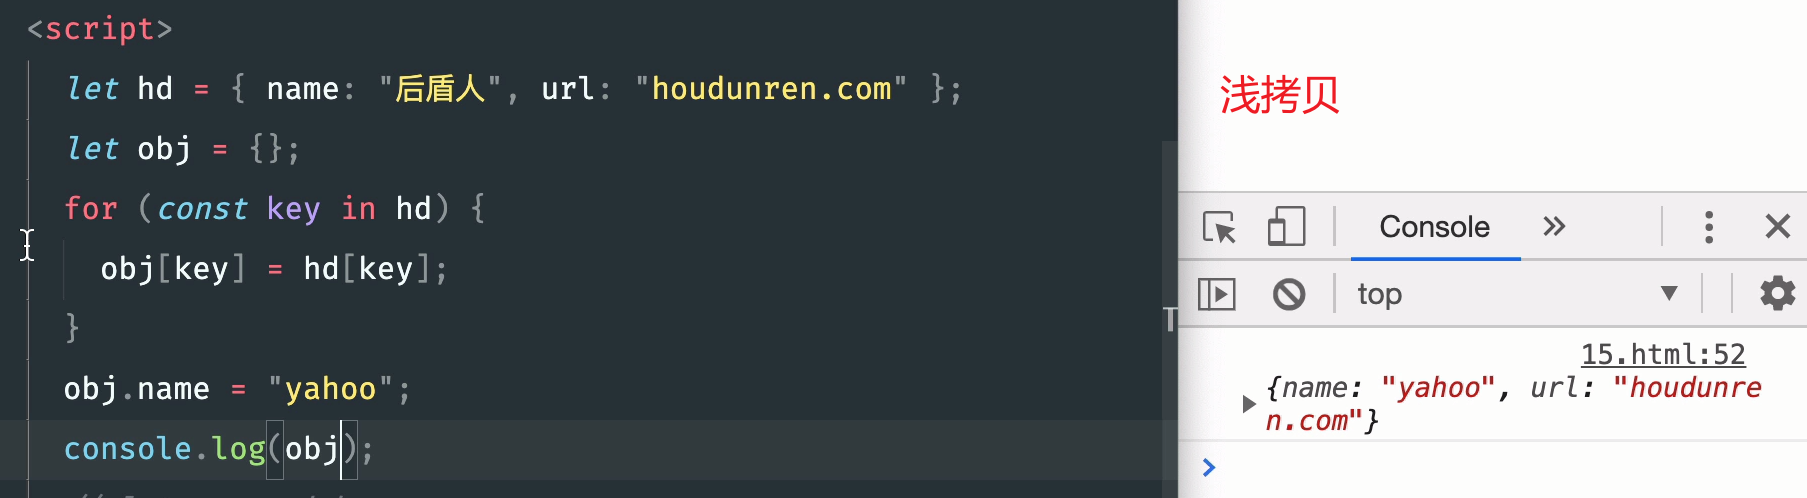 <script>
let hd = { name: "后盾人", url: "houdunren.com" };
let obj = {};
for (const key in hd) {
obj[key] = hd[key];
}
obj.name = "yahoo";
console.log(obj);
浅拷贝
Console
top
15.html:52
{name: "yahoo", url: "houdunre
n.com"}